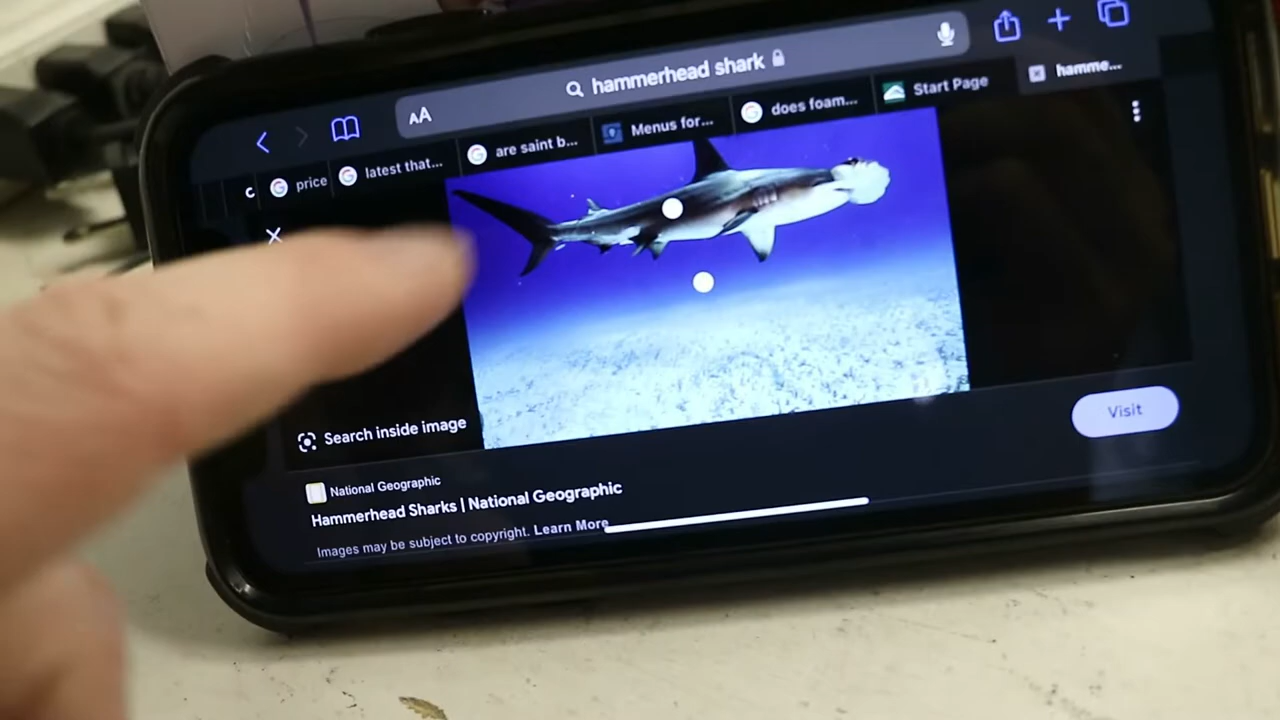 AA hammerhead shark
price latest that... are saint b... Menus for... does foam... Start Page hamme...
Search inside image
Visit
National Geographic
Hammerhead Sharks | National Geographic
Images may be subject to copyright. Learn More